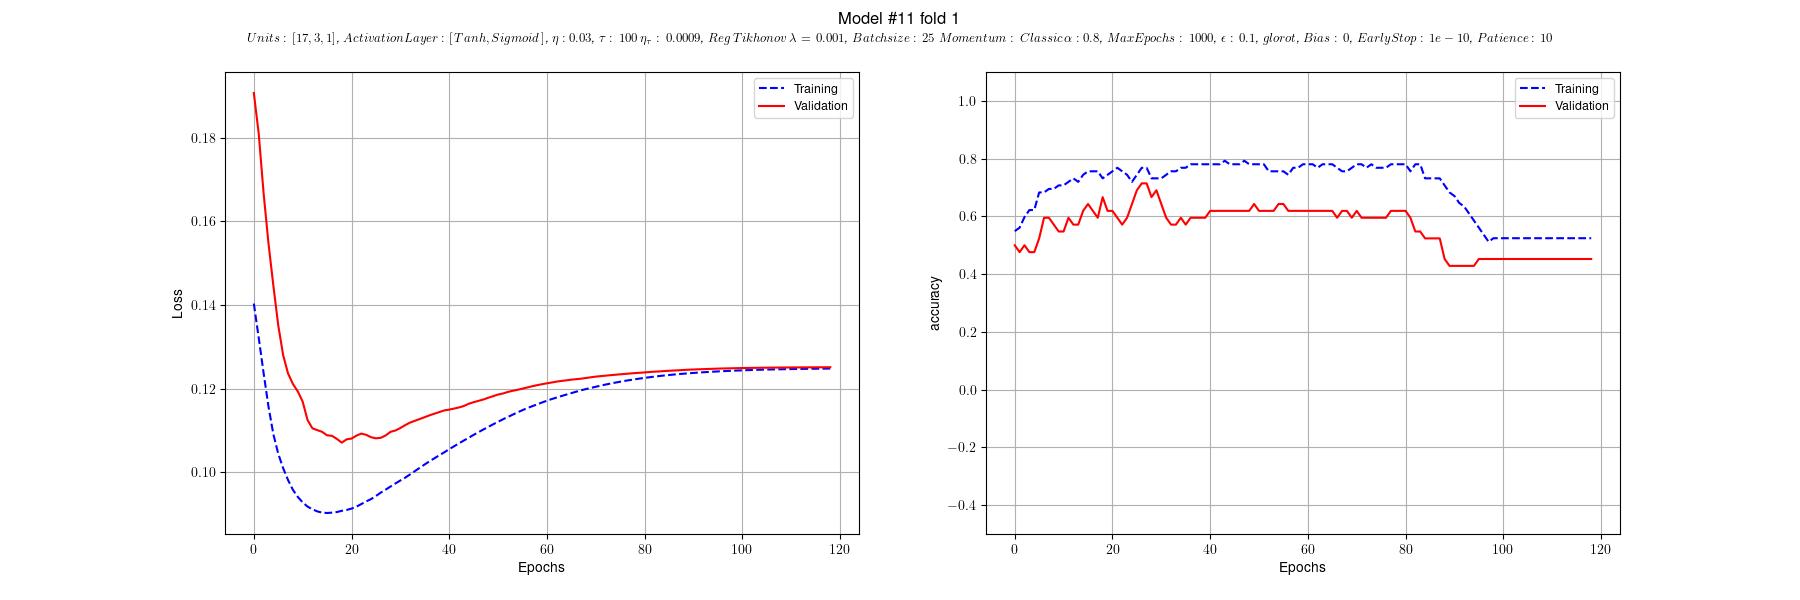 Model #11 fold 1
Units : [17, 3, 1], ActivationLayer : [Tanh, Sigmoid], η : 0.03, τ : 100 η_τ : 0.0009, Reg Tikhonov λ = 0.001, Batchsize : 25 Momentum : Classic α : 0.8, MaxEpochs : 1000, ϵ : 0.1, glorot, Bias : 0, EarlyStop : 1e − 10, Patience : 10
Training
Validation
0.18
0.16
0.14
0.12
0.10
Loss
0 20 40 60 80 100 120
Epochs
Training
Validation
1.0
0.8
0.6
0.4
0.2
0.0
−0.2
−0.4
accuracy
0 20 40 60 80 100 120
Epochs